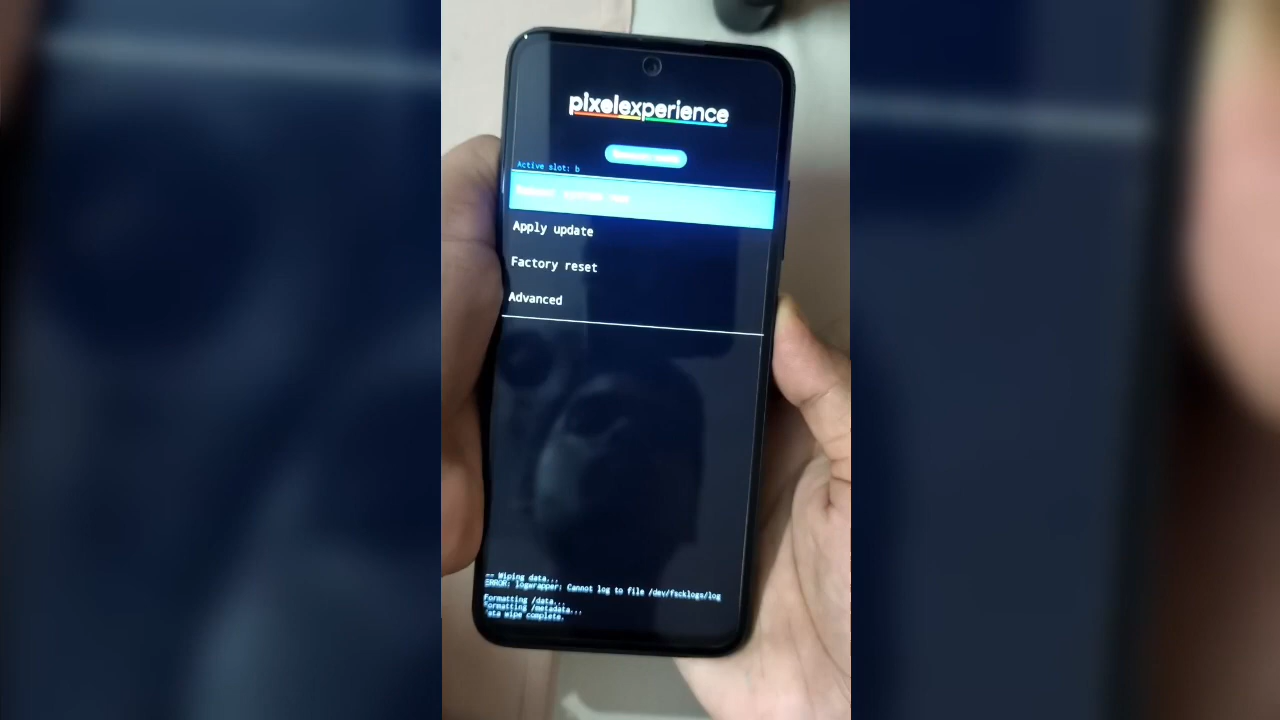 pixelexperience
Active slot: b
Apply update
Factory reset
Advanced
-- Wiping data...
ERROR: logwrapper: Cannot log to file /dev/fscklogs/log
Formatting /data...
Formatting /metadata...
ata wipe complete.